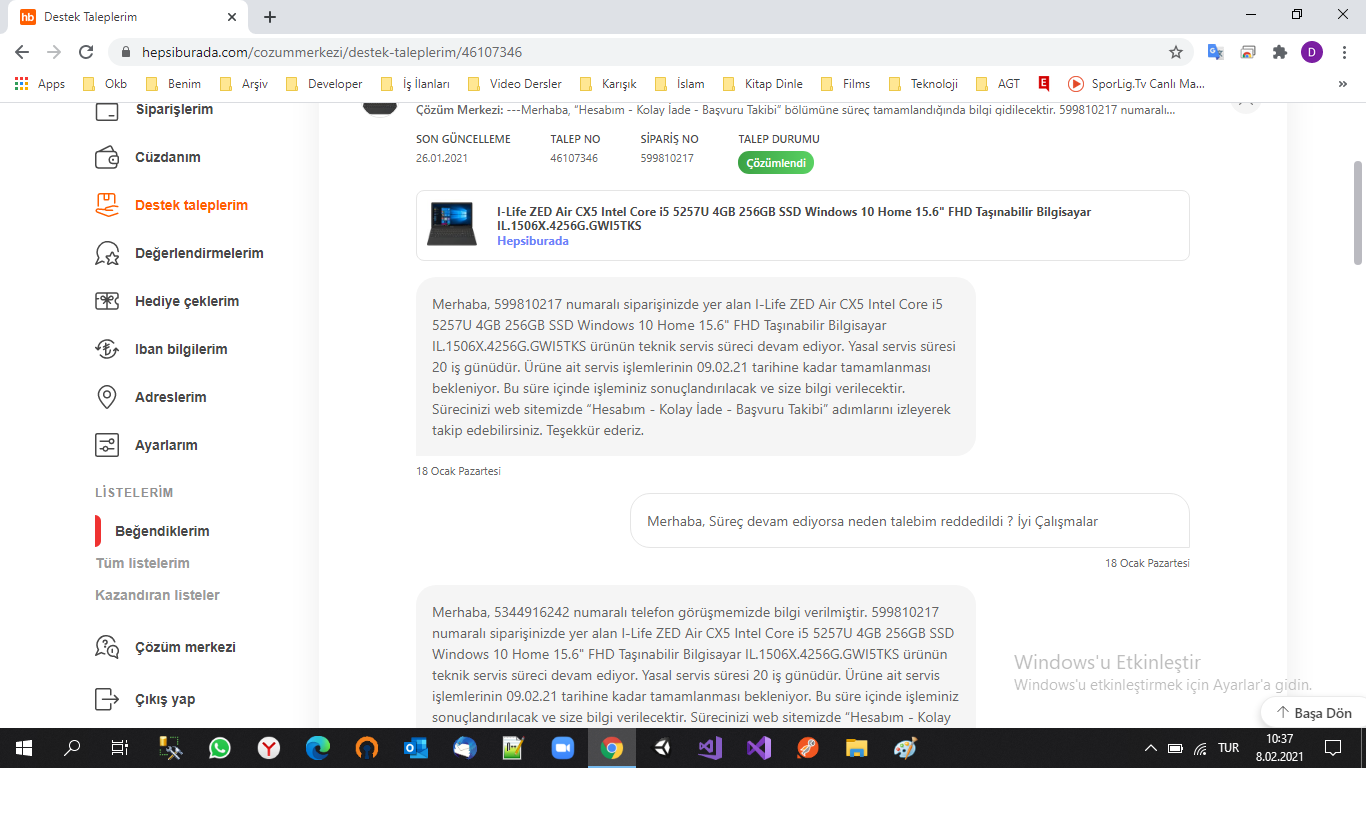 hb Destek Taleplerim
hepsiburada.com/cozummerkezi/destek-taleplerim/46107346
D
Apps Okb Benim Arşiv Developer İş İlanları Video Dersler Karışık İslam Kitap Dinle Films Teknoloji AGT E SporLig.Tv Canlı Ma... »
Siparişlerim
Cüzdanım
Destek taleplerim
Değerlendirmelerim
Hediye çeklerim
Iban bilgilerim
Adreslerim
Ayarlarım
LİSTELERİM
Beğendiklerim
Tüm listelerim
Kazandıran listeler
Çözüm merkezi
Çıkış yap
Çözüm Merkezi: ---Merhaba, “Hesabım - Kolay İade - Başvuru Takibi” bölümüne süreç tamamlandığında bilgi gidilecektir. 599810217 numaralı...
SON GÜNCELLEME TALEP NO SİPARİŞ NO TALEP DURUMU
26.01.2021 46107346 599810217 Çözümlendi
I-Life ZED Air CX5 Intel Core i5 5257U 4GB 256GB SSD Windows 10 Home 15.6" FHD Taşınabilir Bilgisayar
IL.1506X.4256G.GWI5TKS
Hepsiburada
Merhaba, 599810217 numaralı siparişinizde yer alan I-Life ZED Air CX5 Intel Core i5
5257U 4GB 256GB SSD Windows 10 Home 15.6" FHD Taşınabilir Bilgisayar
IL.1506X.4256G.GWI5TKS ürünün teknik servis süreci devam ediyor. Yasal servis süresi
20 iş günüdür. Ürüne ait servis işlemlerinin 09.02.21 tarihine kadar tamamlanması
bekleniyor. Bu süre içinde işleminiz sonuçlandırılacak ve size bilgi verilecektir.
Sürecinizi web sitemizde “Hesabım - Kolay İade - Başvuru Takibi” adımlarını izleyerek
takip edebilirsiniz. Teşekkür ederiz.
18 Ocak Pazartesi
Merhaba, Süreç devam ediyorsa neden talebim reddedildi ? İyi Çalışmalar
18 Ocak Pazartesi
Merhaba, 5344916242 numaralı telefon görüşmemizde bilgi verilmiştir. 599810217
numaralı siparişinizde yer alan I-Life ZED Air CX5 Intel Core i5 5257U 4GB 256GB SSD
Windows 10 Home 15.6" FHD Taşınabilir Bilgisayar IL.1506X.4256G.GWI5TKS ürünün
teknik servis süreci devam ediyor. Yasal servis süresi 20 iş günüdür. Ürüne ait servis
işlemlerinin 09.02.21 tarihine kadar tamamlanması bekleniyor. Bu süre içinde işleminiz
sonuçlandırılacak ve size bilgi verilecektir. Sürecinizi web sitemizde “Hesabım - Kolay
Windows'u Etkinleştir
Windows'u etkinleştirmek için Ayarlar'a gidin.
Başa Dön
TUR
10:37
8.02.2021